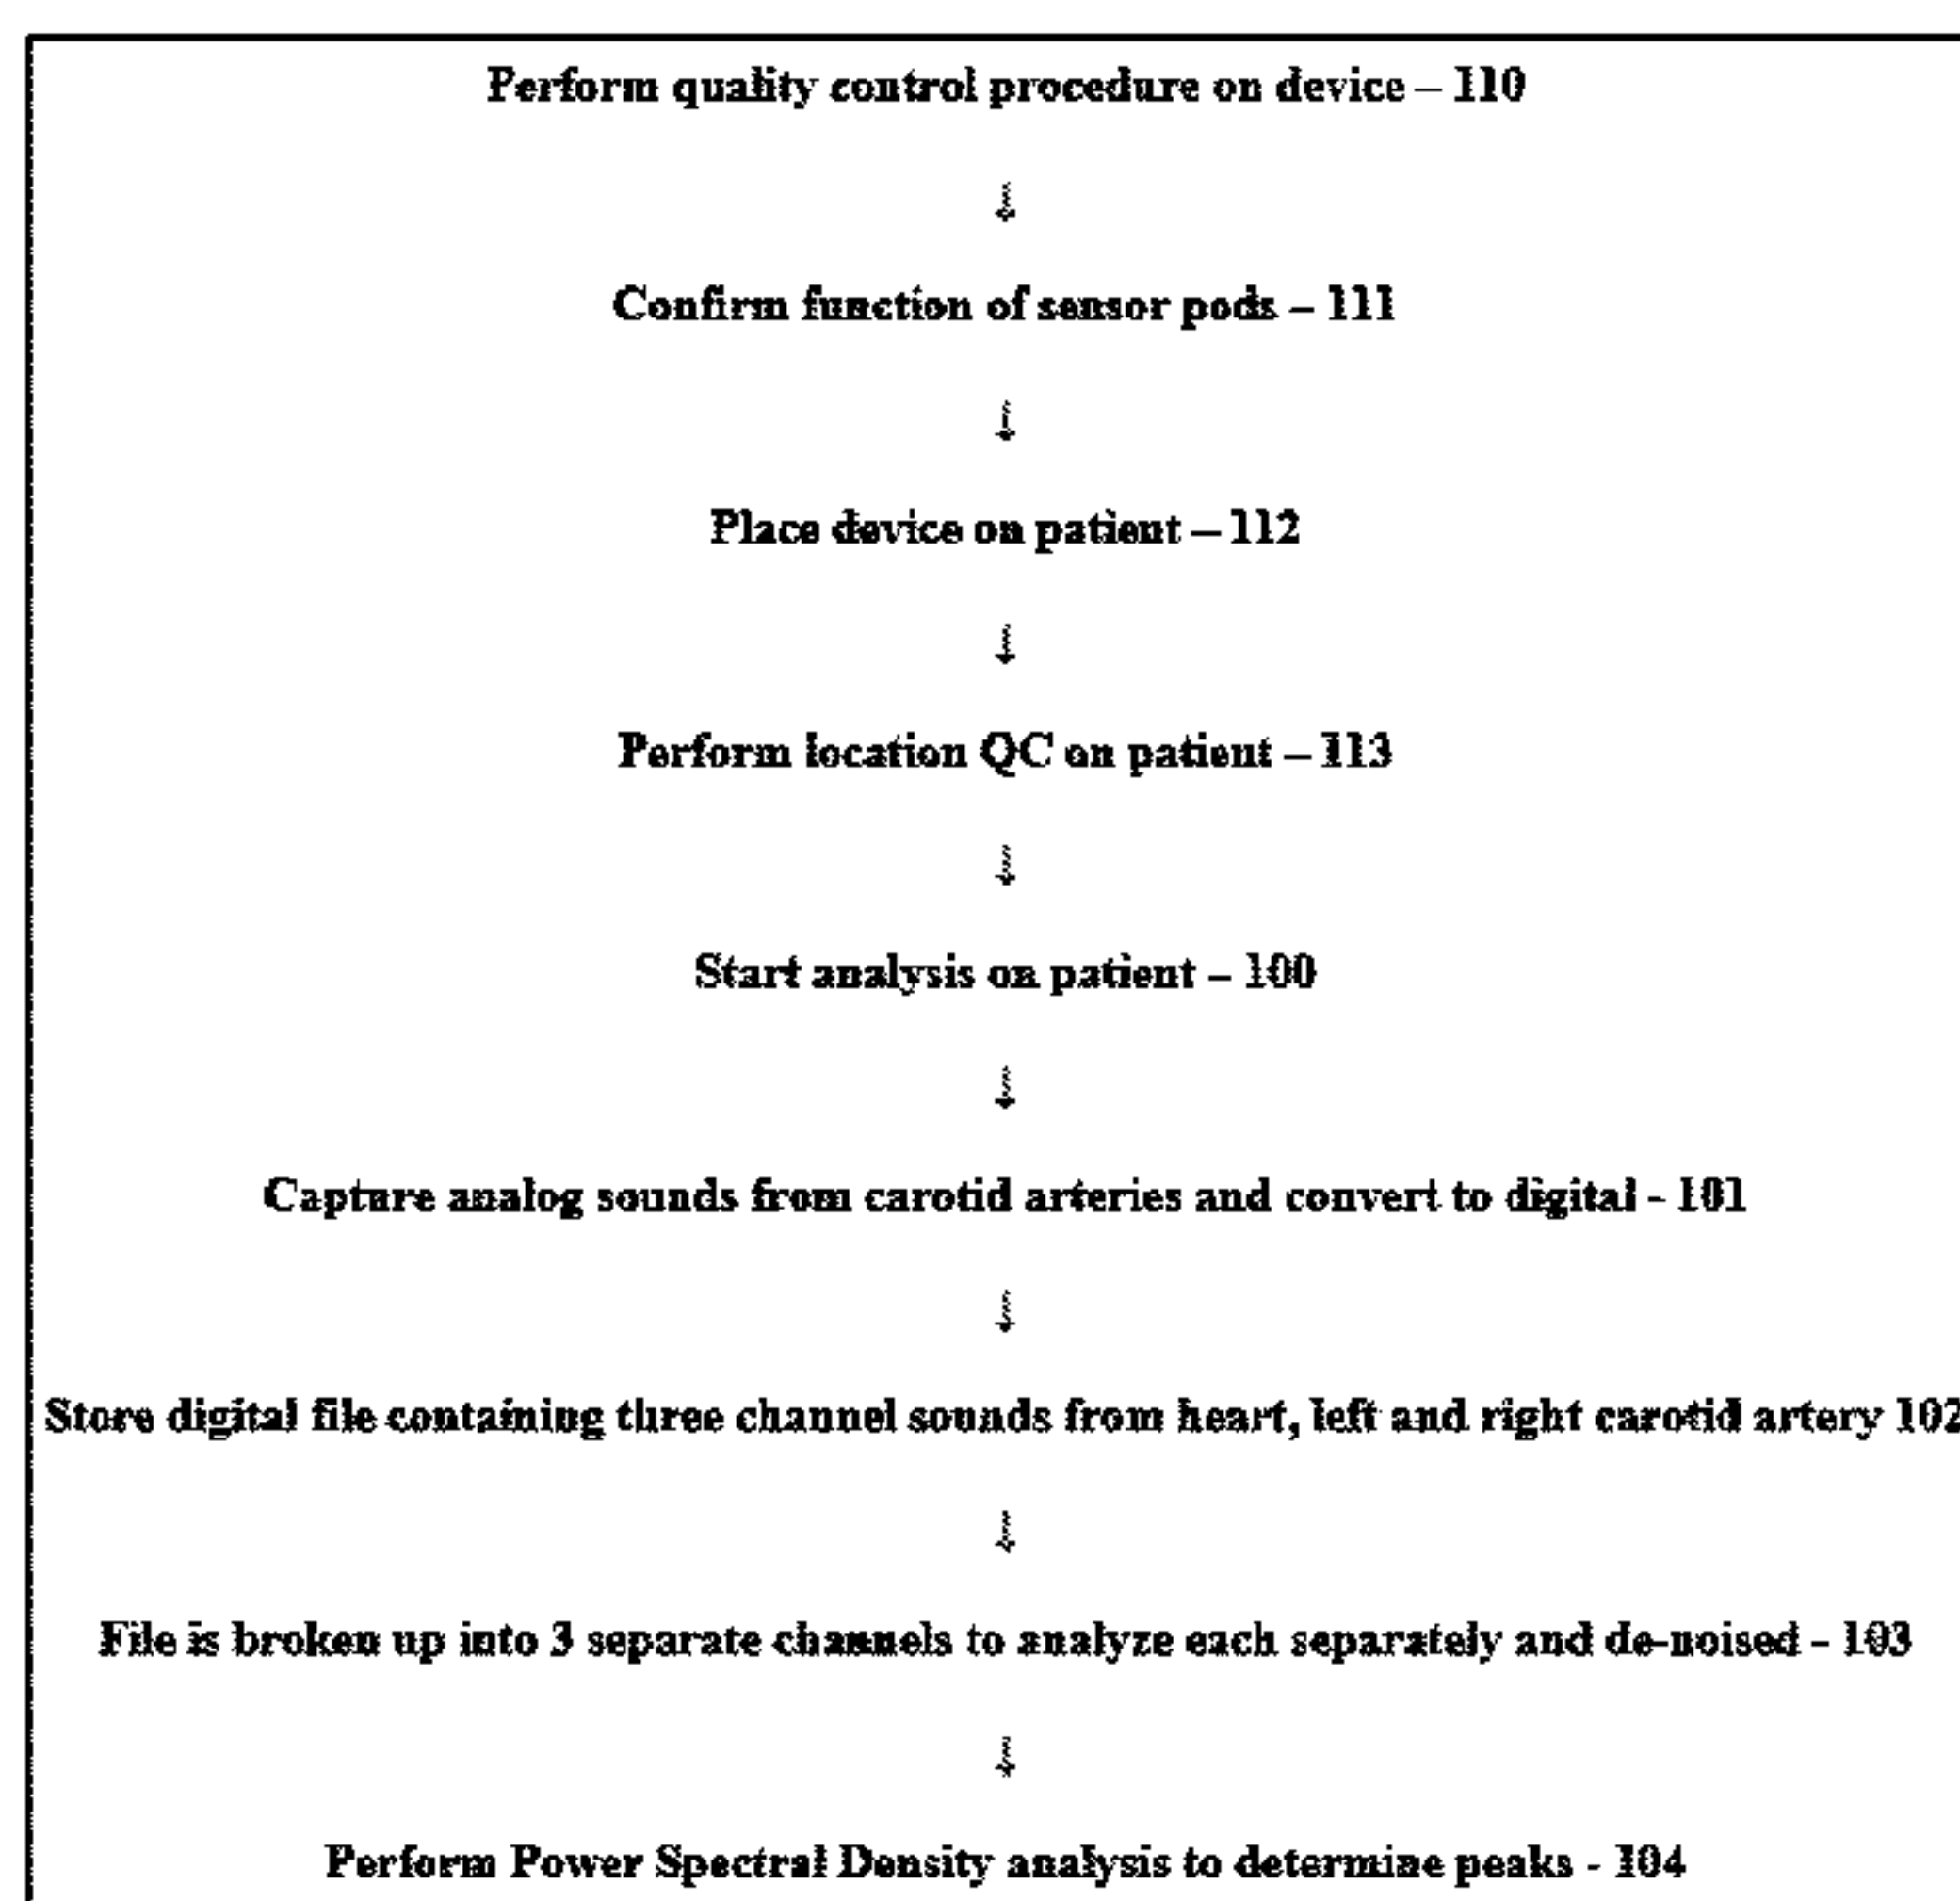 Perform quality control procedure on device – 110
↓
Confirm function of sensor pods – 111
↓
Place device on patient – 112
↓
Perform location QC on patient – 113
↓
Start analysis on patient – 100
↓
Capture analog sounds from carotid arteries and convert to digital - 101
↓
Store digital file containing three channel sounds from heart, left and right carotid artery 102
↓
File is broken up into 3 separate channels to analyze each separately and de-noised - 103
↓
Perform Power Spectral Density analysis to determine peaks - 104